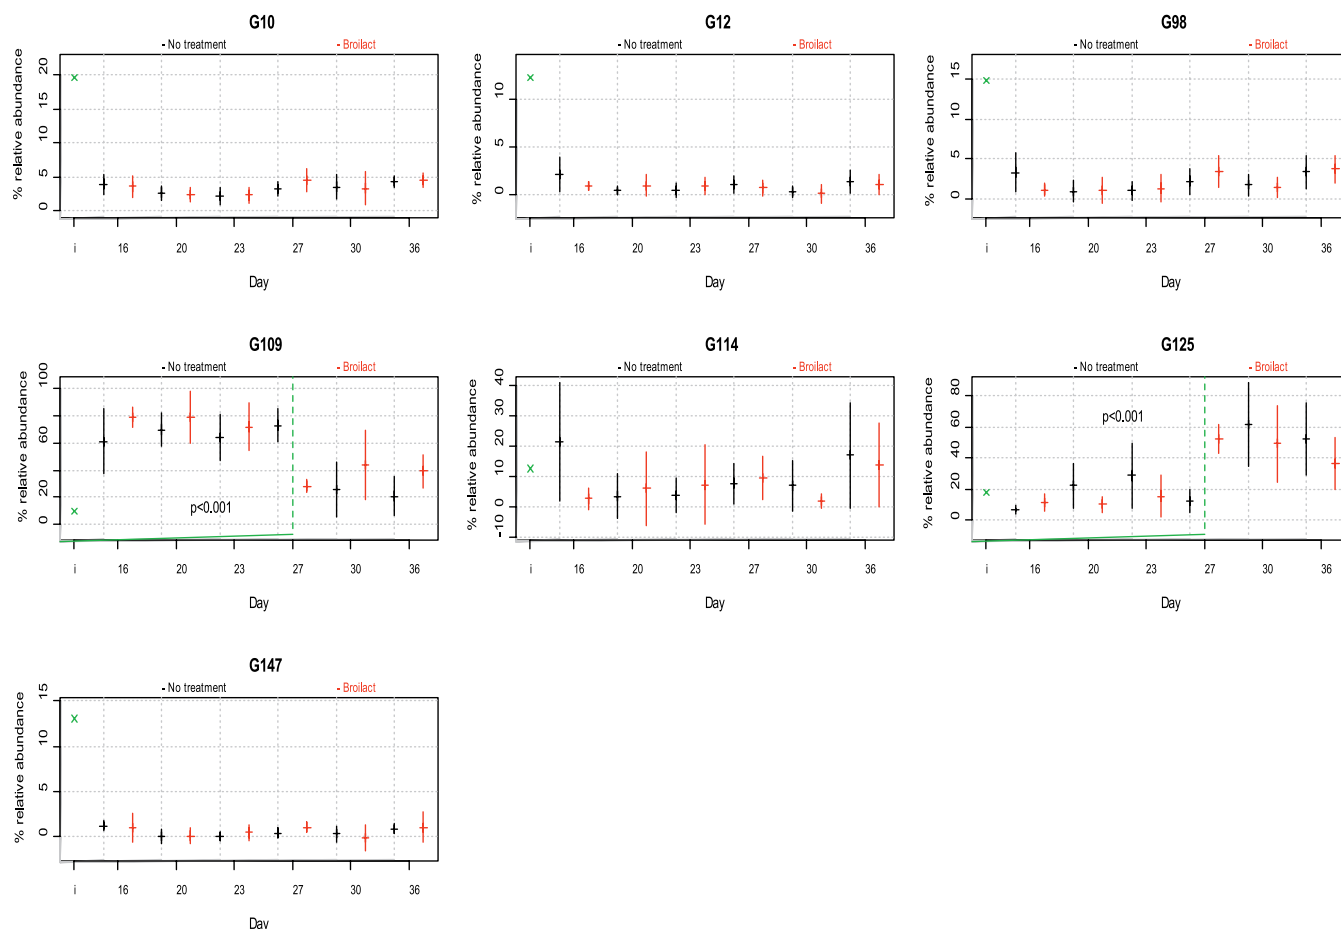 G10
- No treatment - Broilact
% relative abundance
20
15
10
5
0
i 16 20 23 27 30 36
Day
G12
- No treatment - Broilact
% relative abundance
10
5
0
i 16 20 23 27 30 36
Day
G98
- No treatment - Broilact
% relative abundance
15
10
5
0
i 16 20 23 27 30 36
Day
G109
- No treatment - Broilact
% relative abundance
100
60
40
20
0
p<0.001
i 16 20 23 27 30 36
Day
G114
- No treatment - Broilact
% relative abundance
40
30
20
10
0
-10
i 16 20 23 27 30 36
Day
G125
- No treatment - Broilact
% relative abundance
80
60
40
20
0
p<0.001
i 16 20 23 27 30 36
Day
G147
- No treatment - Broilact
% relative abundance
15
10
5
0
i 16 20 23 27 30 36
Day